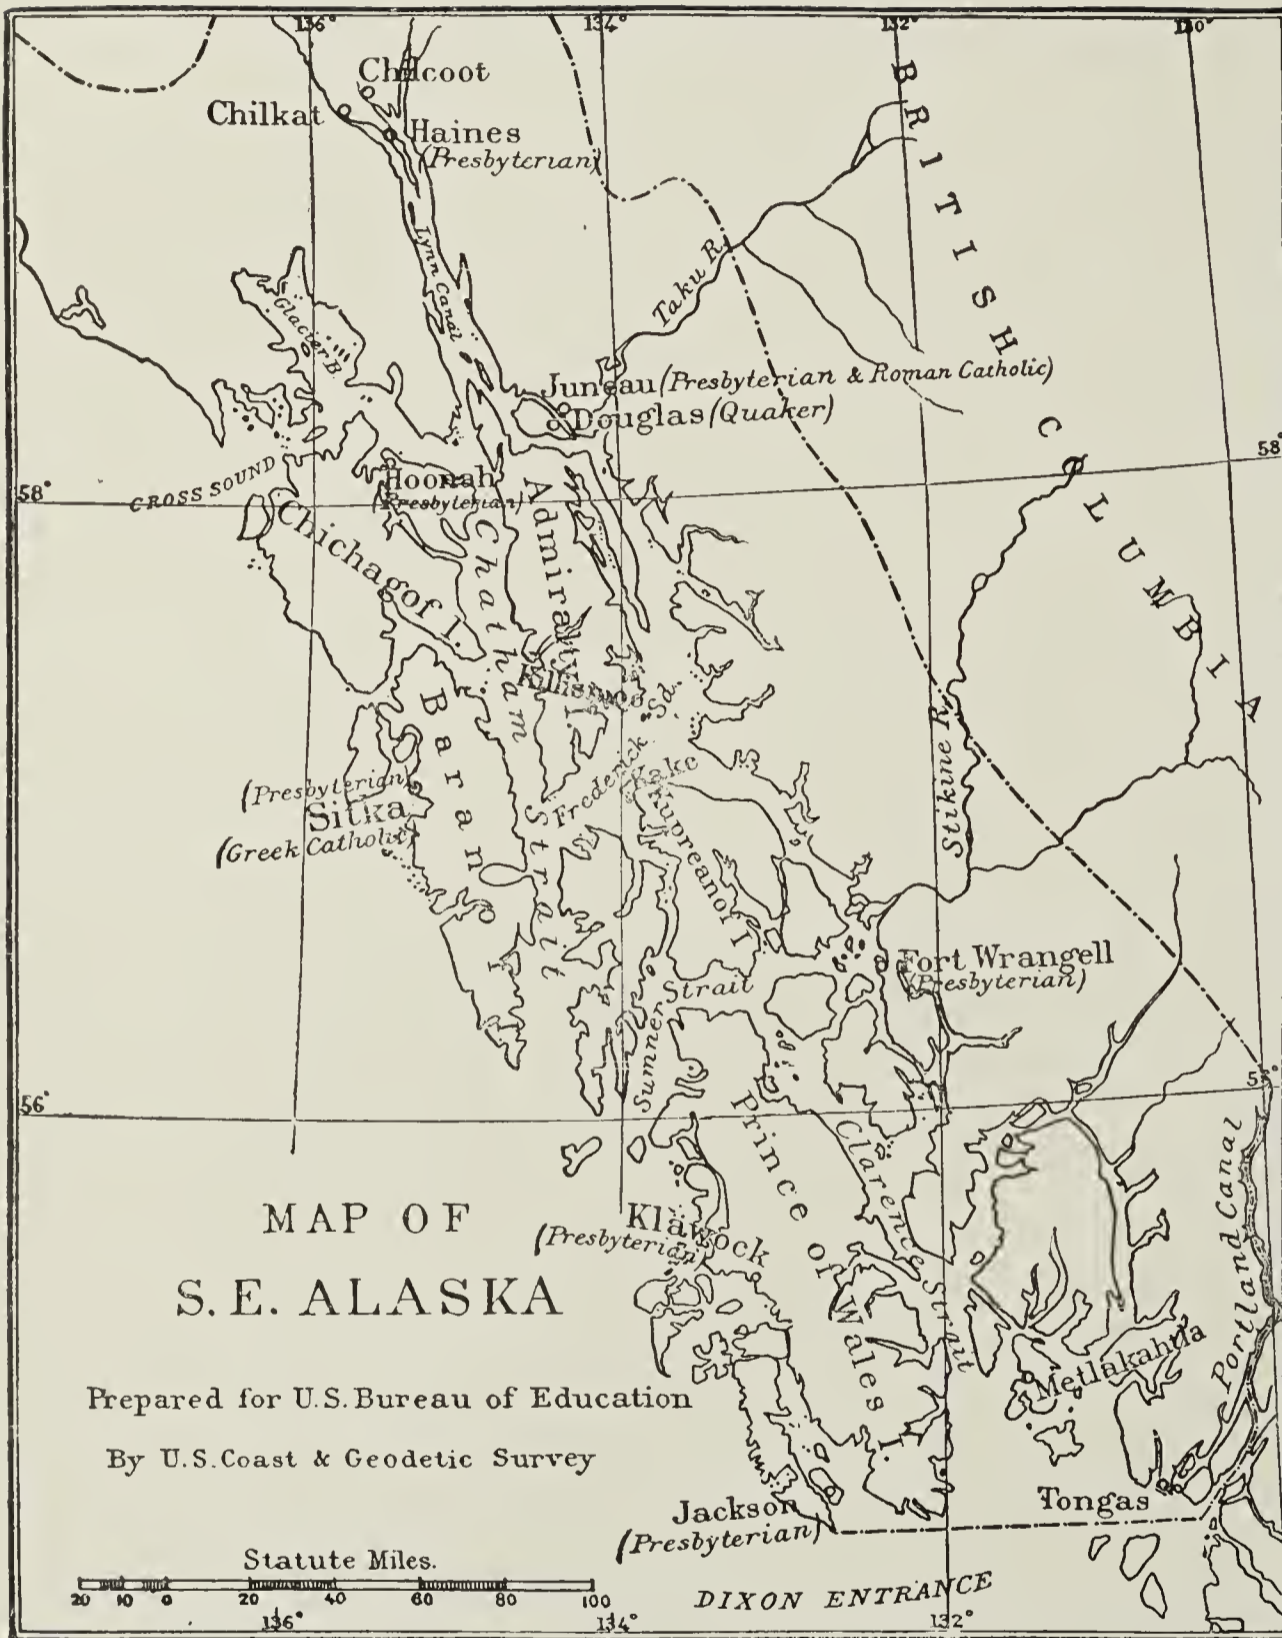 136° 134° 132° 130°
BRITISH COLUMBIA
Chilcoot
Chilkat
Haines
(Presbyterian)
Lynn Canal
Taku R.
Glacier B.
Juneau (Presbyterian & Roman Catholic)
Douglas (Quaker)
58°
58°
CROSS SOUND
Hoonah
(Presbyterian)
Chichagof I.
Admiralty I.
Chatham Strait
Killisnoo
Baranof I.
Frederick Sd.
Kake
Kupreanof I.
Stikine R.
(Presbyterian)
Sitka
(Greek Catholic)
Fort Wrangell
(Presbyterian)
Sumner Strait
56°
Prince of Wales I.
Clarence Strait
Portland Canal
Klawock
(Presbyterian)
Metlakahtla
Tongas
Jackson
(Presbyterian)
DIXON ENTRANCE
MAP OF
S. E. ALASKA
Prepared for U.S. Bureau of Education
By U.S. Coast & Geodetic Survey
Statute Miles.
20 10 0 20 40 60 80 100
136° 134° 132°